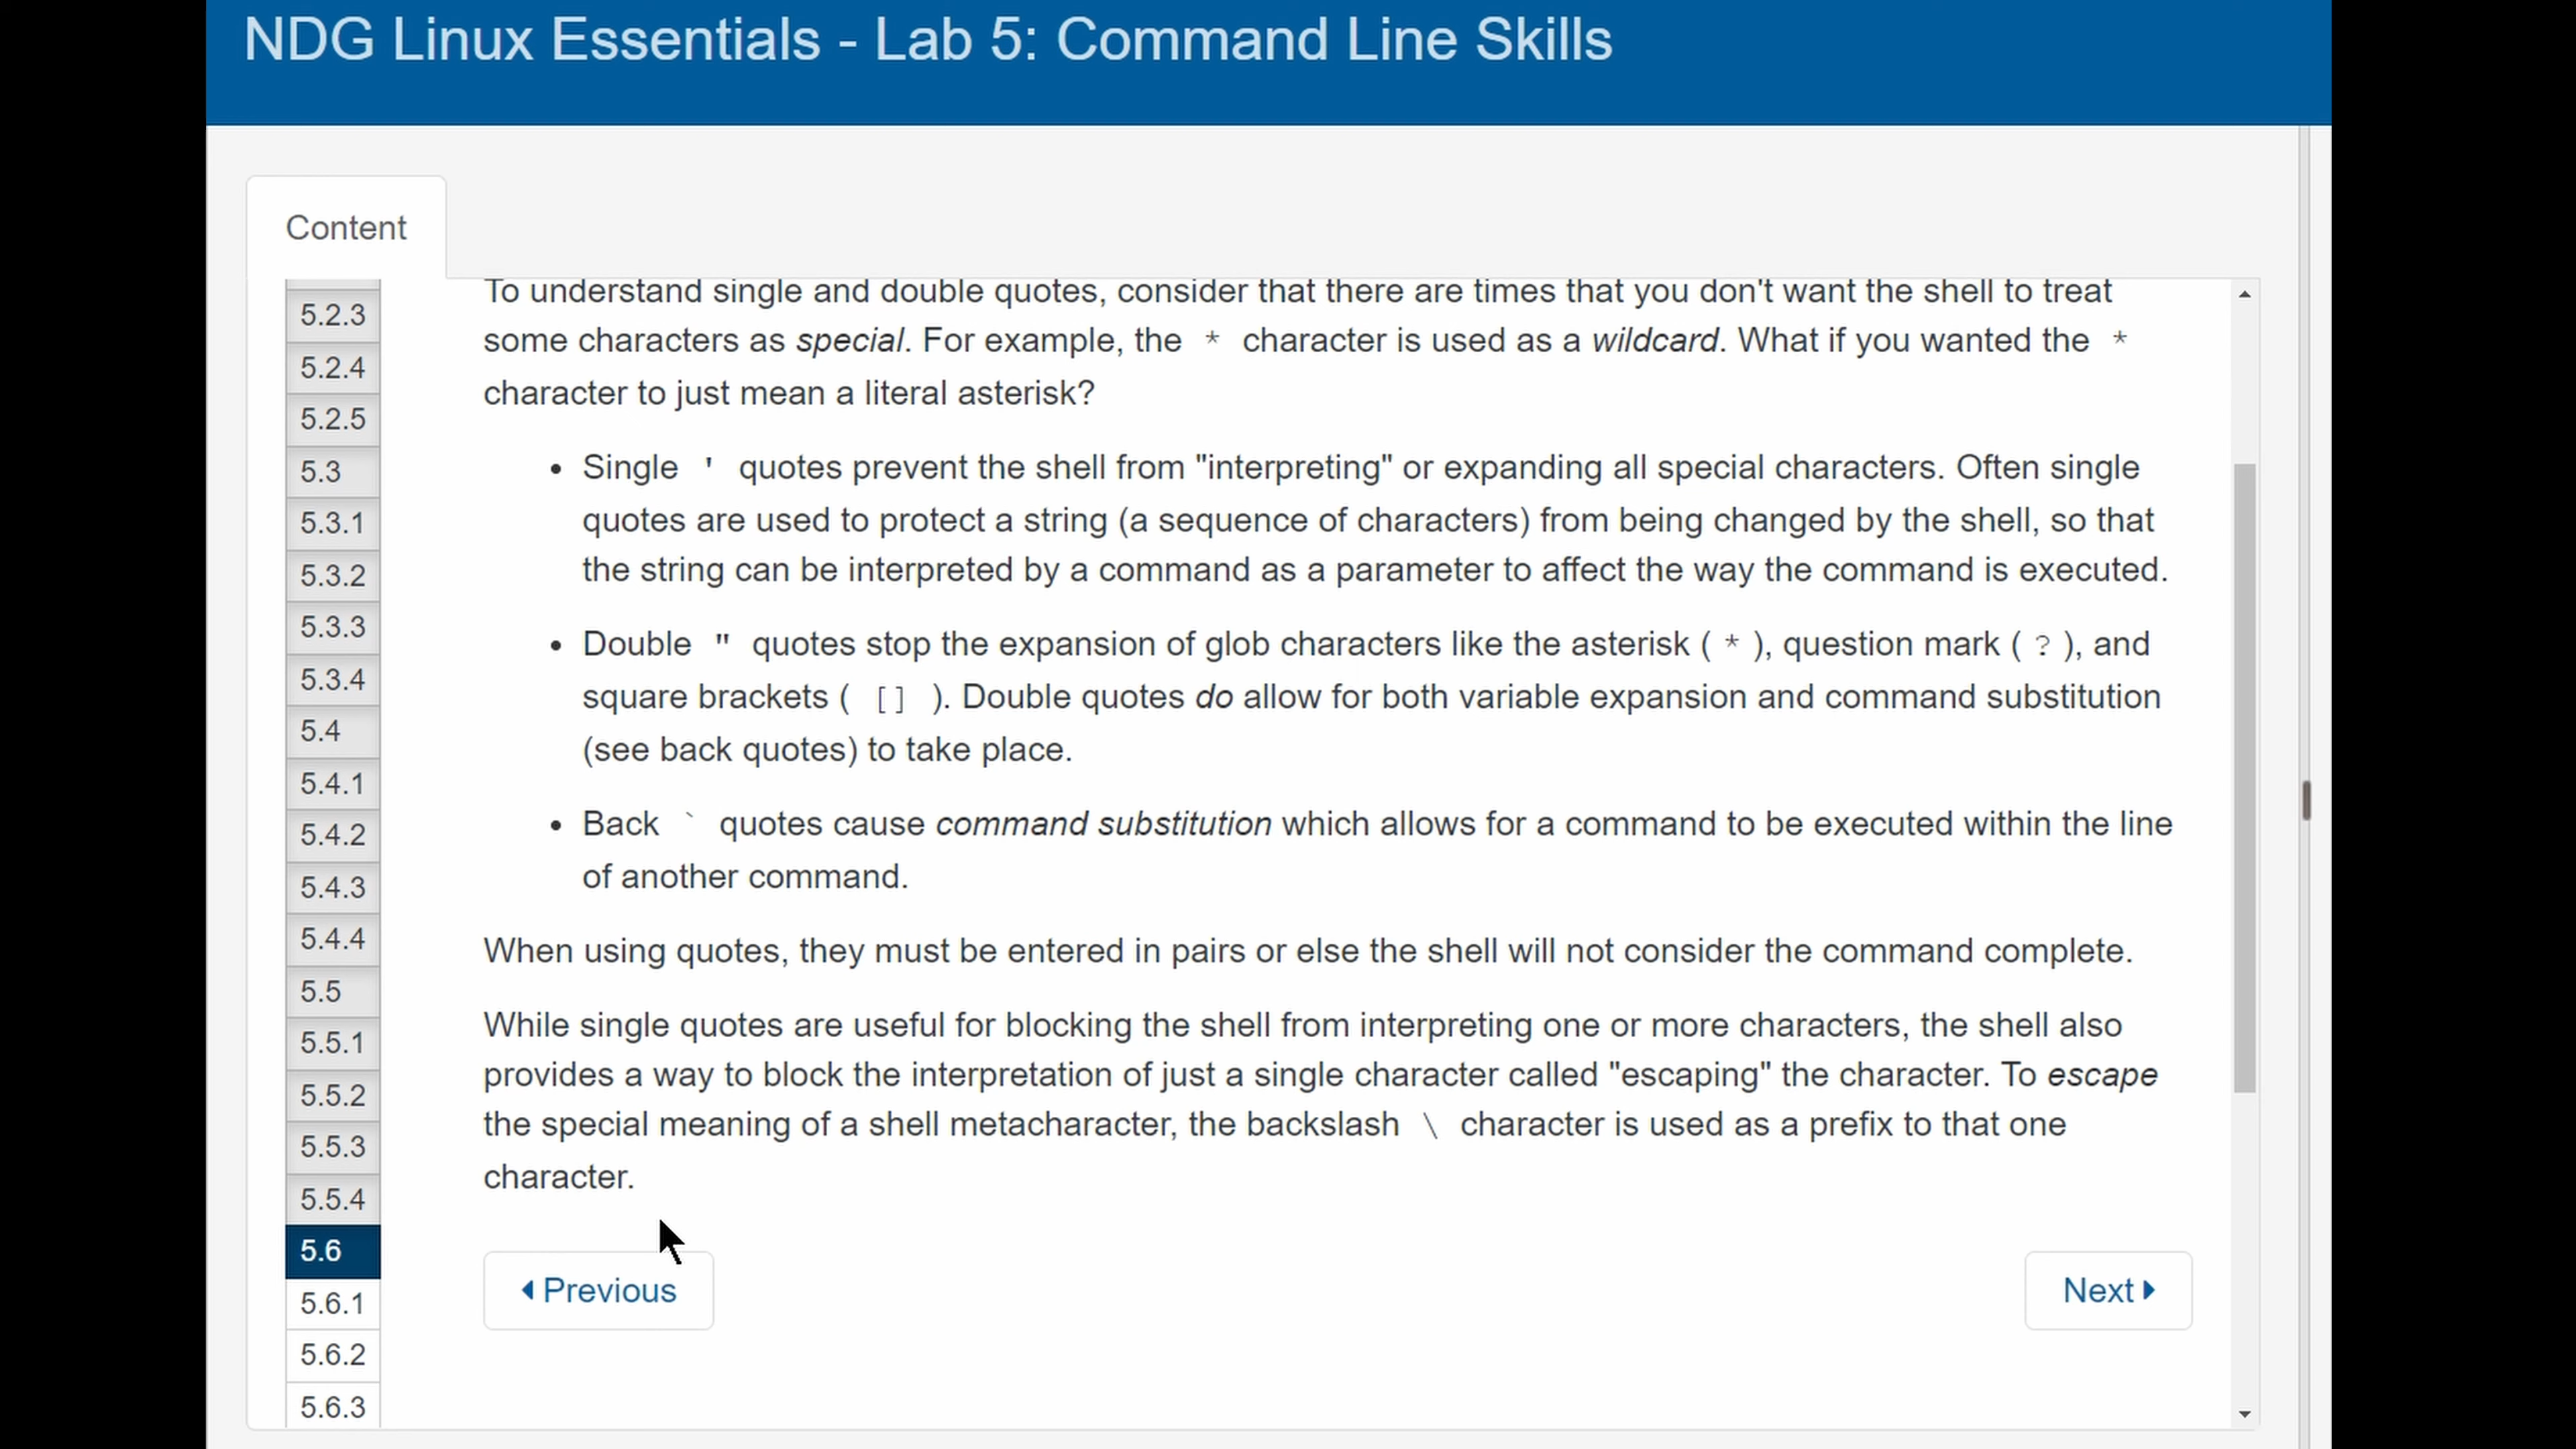 NDG Linux Essentials - Lab 5: Command Line Skills
Content
5.2.3
5.2.4
5.2.5
5.3
5.3.1
5.3.2
5.3.3
5.3.4
5.4
5.4.1
5.4.2
5.4.3
5.4.4
5.5
5.5.1
5.5.2
5.5.3
5.5.4
5.6
5.6.1
5.6.2
5.6.3
To understand single and double quotes, consider that there are times that you don't want the shell to treat
some characters as special. For example, the * character is used as a wildcard. What if you wanted the *
character to just mean a literal asterisk?
• Single ' quotes prevent the shell from "interpreting" or expanding all special characters. Often single
quotes are used to protect a string (a sequence of characters) from being changed by the shell, so that
the string can be interpreted by a command as a parameter to affect the way the command is executed.
• Double " quotes stop the expansion of glob characters like the asterisk ( * ), question mark ( ? ), and
square brackets ( [] ). Double quotes do allow for both variable expansion and command substitution
(see back quotes) to take place.
• Back ` quotes cause command substitution which allows for a command to be executed within the line
of another command.
When using quotes, they must be entered in pairs or else the shell will not consider the command complete.
While single quotes are useful for blocking the shell from interpreting one or more characters, the shell also
provides a way to block the interpretation of just a single character called "escaping" the character. To escape
the special meaning of a shell metacharacter, the backslash \ character is used as a prefix to that one
character.
Previous
Next